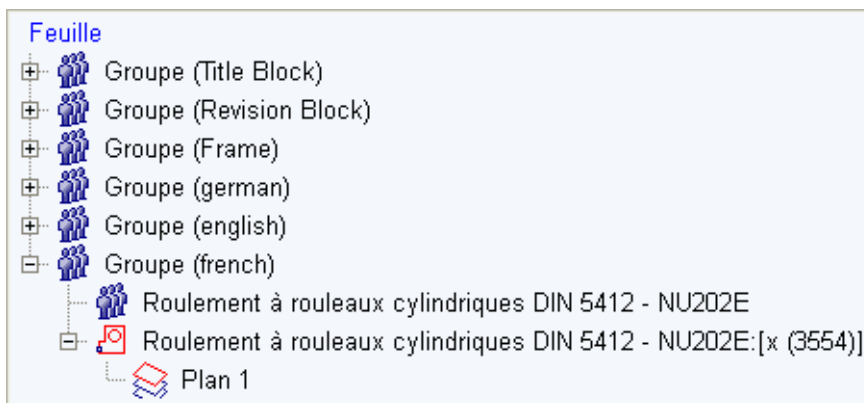 Feuille
Groupe (Title Block)
Groupe (Revision Block)
Groupe (Frame)
Groupe (german)
Groupe (english)
Groupe (french)
Roulement à rouleaux cylindriques DIN 5412 - NU202E
Roulement à rouleaux cylindriques DIN 5412 - NU202E:[x (3554)]
Plan 1